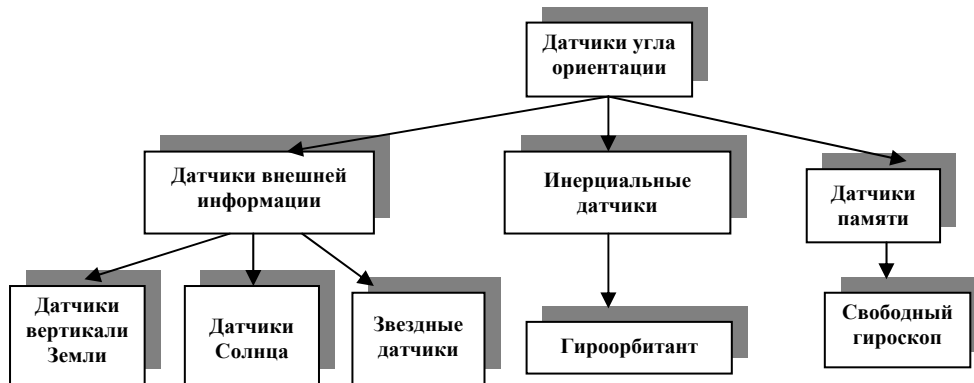 Датчики угла
ориентации
Датчики внешней
информации
Инерциальные
датчики
Датчики
памяти
Датчики
вертикали
Земли
Датчики
Солнца
Звездные
датчики
Гироорбитант
Свободный
гироскоп